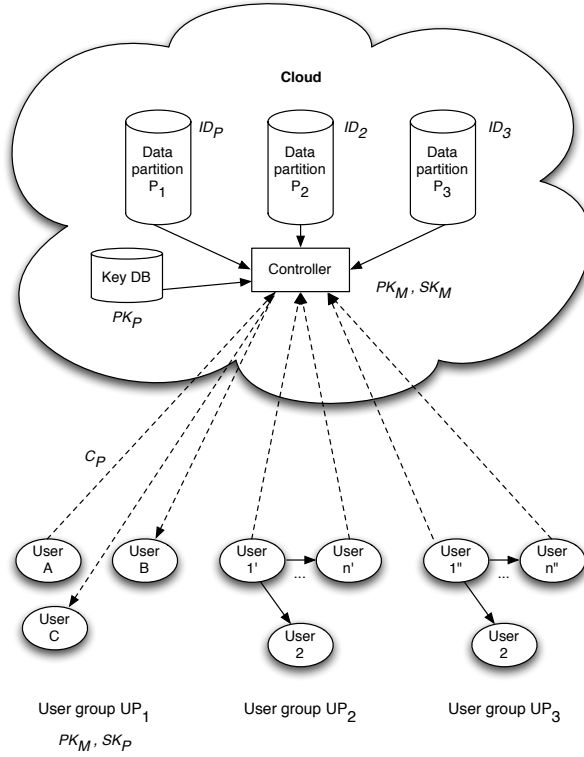 Cloud
ID_P
ID_2
ID_3
Data
partition
P_1
Data
partition
P_2
Data
partition
P_3
Key DB
Controller
PK_P
PK_M , SK_M
C_P
User
A
User
B
User
1'
...
User
n'
User
1"
...
User
n"
User
C
User
2
User
2
User group UP_1
User group UP_2
User group UP_3
PK_M , SK_P